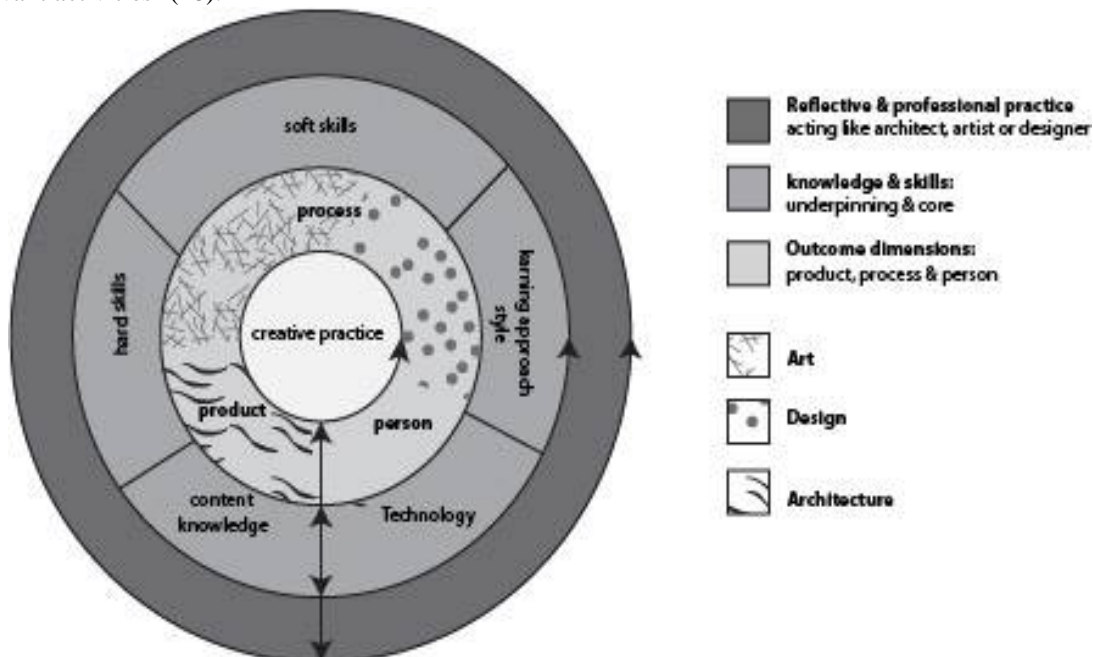 soft skills
process
hard skills
larning approach
style
creative practice
product
person
content
knowledge
Technology
Reflective & professional practice
acting like architect, artist or designer
knowledge & skills:
underpinning & core
Outcome dimensions:
product, process & person
Art
Design
Architecture